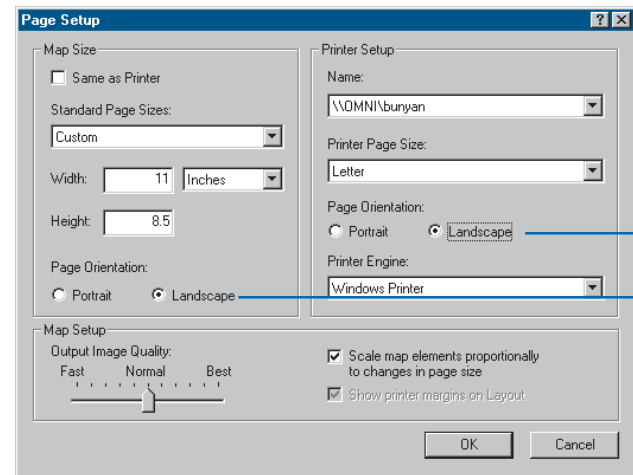 Page Setup
Map Size
Same as Printer
Standard Page Sizes:
Custom
Width: 11 Inches
Height: 8.5
Page Orientation:
Portrait Landscape
Printer Setup
Name:
\\OMNI\bunyan
Printer Page Size:
Letter
Page Orientation:
Portrait Landscape
Printer Engine:
Windows Printer
Map Setup
Output Image Quality:
Fast Normal Best
Scale map elements proportionally
to changes in page size
Show printer margins on Layout
OK Cancel